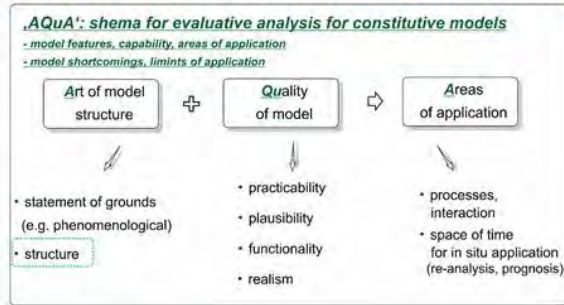 ‚AQuA‘: shema for evaluative analysis for constitutive models
- model features, capability, areas of application
- model shortcomings, limints of application
Art of model
structure
Quality
of model
Areas
of application
• statement of grounds
(e.g. phenomenological)
• structure
• practicability
• plausibility
• functionality
• realism
• processes,
interaction
• space of time
for in situ application
(re-analysis, prognosis)